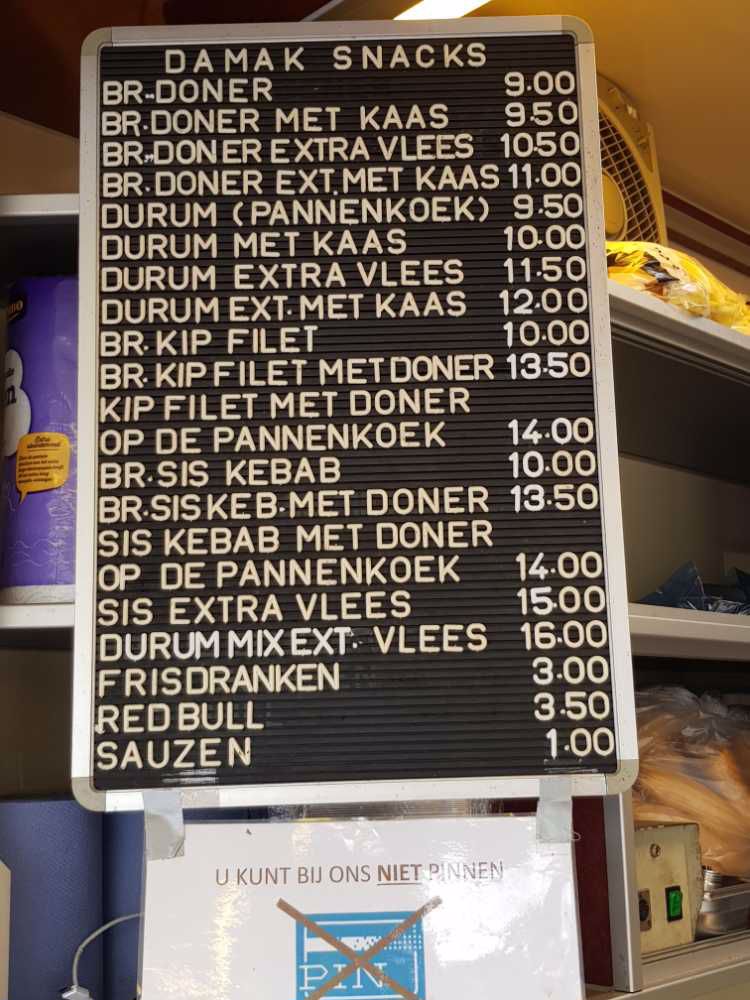 DAMAK SNACKS
BR-DONER 9.00
BR.DONER MET KAAS 9.50
BR.DONER EXTRA VLEES 10.50
BR.DONER EXT.MET KAAS 11.00
DURUM (PANNENKOEK) 9.50
DURUM MET KAAS 10.00
DURUM EXTRA VLEES 11.50
DURUM EXT.MET KAAS 12.00
BR.KIP FILET 10.00
BR.KIP FILET MET DONER 13.50
KIP FILET MET DONER
OP DE PANNENKOEK 14.00
BR.SIS KEBAB 10.00
BR.SIS KEB.MET DONER 13.50
SIS KEBAB MET DONER
OP DE PANNENKOEK 14.00
SIS EXTRA VLEES 15.00
DURUM MIX EXT. VLEES 16.00
FRISDRANKEN 3.00
RED BULL 3.50
SAUZEN 1.00
U KUNT BIJ ONS NIET PINNEN
PIN